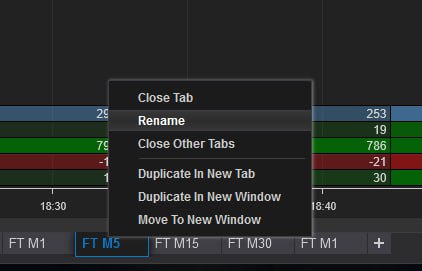 Close Tab
Rename
Close Other Tabs
Duplicate In New Tab
Duplicate In New Window
Move To New Window
29 253
19
79 786
-1 -21
1 30
18:30 18:40
FT M1 FT M5 FT M15 FT M30 FT M1 +